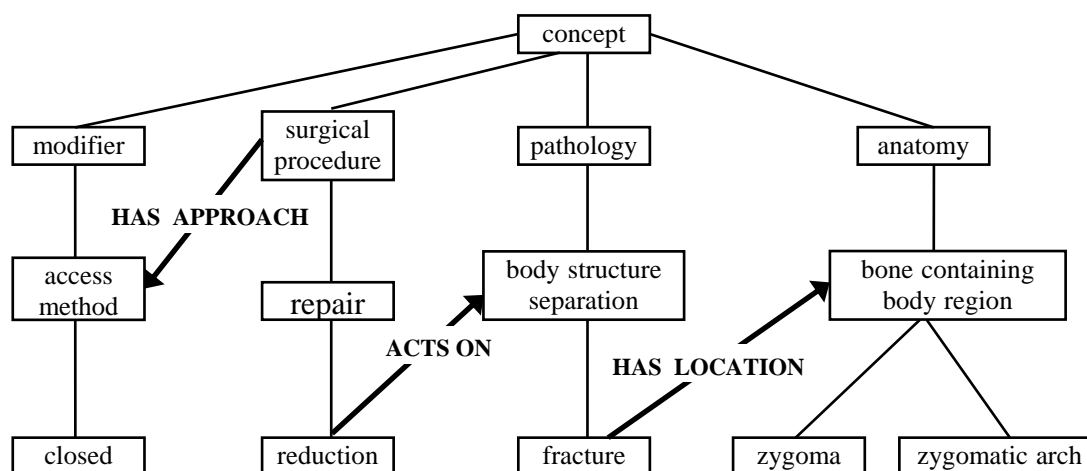 concept
modifier
surgical
procedure
pathology
anatomy
HAS APPROACH
access
method
repair
body structure
separation
bone containing
body region
ACTS ON
HAS LOCATION
closed
reduction
fracture
zygoma
zygomatic arch